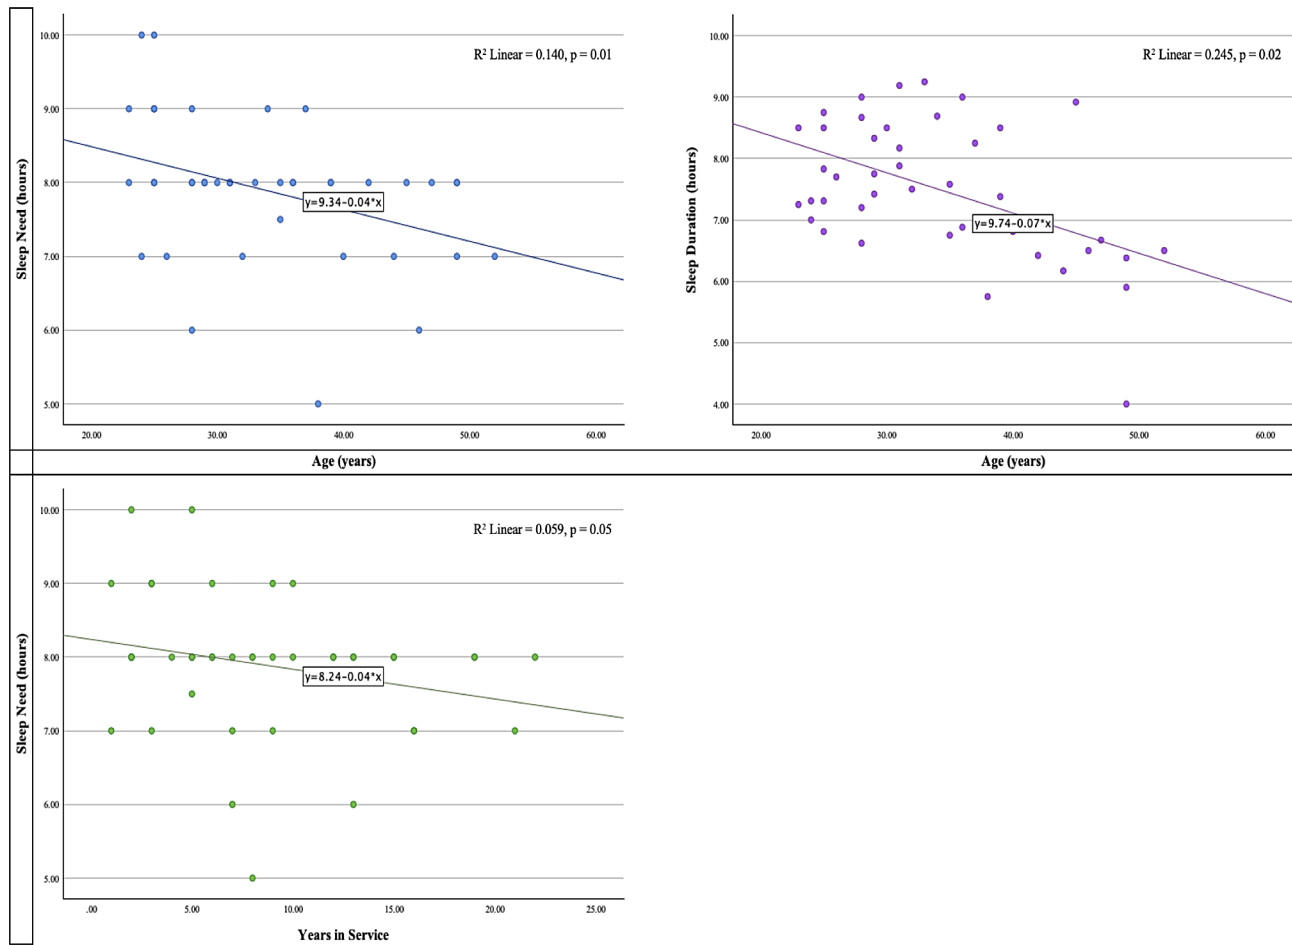 Sleep Need (hours)
10.00
9.00
8.00
7.00
6.00
5.00
R² Linear = 0.140, p = 0.01
y=9.34-0.04*x
20.00 30.00 40.00 50.00 60.00
Age (years)
Sleep Duration (hours)
10.00
9.00
8.00
7.00
6.00
5.00
4.00
R² Linear = 0.245, p = 0.02
y=9.74-0.07*x
20.00 30.00 40.00 50.00 60.00
Age (years)
Sleep Need (hours)
10.00
9.00
8.00
7.00
6.00
5.00
R² Linear = 0.059, p = 0.05
y=8.24-0.04*x
.00 5.00 10.00 15.00 20.00 25.00
Years in Service